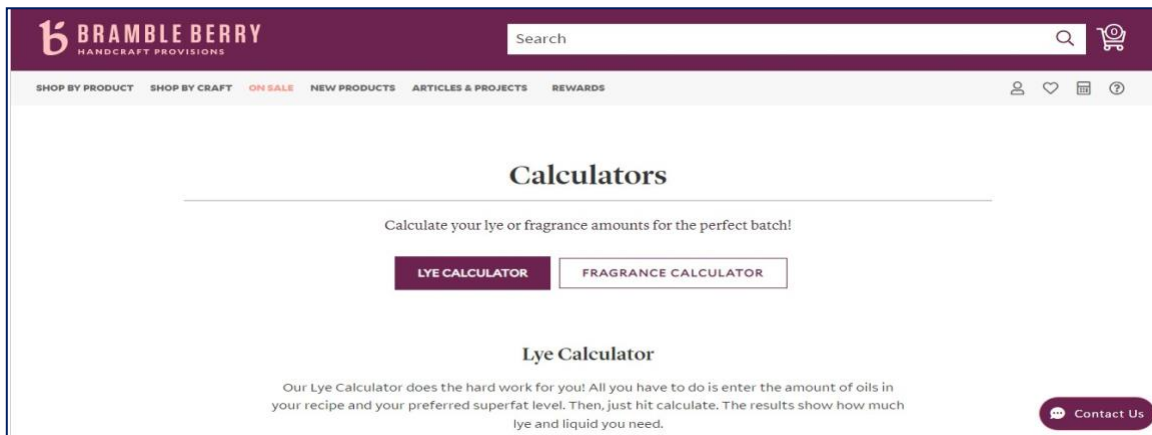 BRAMBLE BERRY
HANDCRAFT PROVISIONS
Search
0
SHOP BY PRODUCT SHOP BY CRAFT ON SALE NEW PRODUCTS ARTICLES & PROJECTS REWARDS
Calculators
Calculate your lye or fragrance amounts for the perfect batch!
LYE CALCULATOR FRAGRANCE CALCULATOR
Lye Calculator
Our Lye Calculator does the hard work for you! All you have to do is enter the amount of oils in
your recipe and your preferred superfat level. Then, just hit calculate. The results show how much
lye and liquid you need.
Contact Us